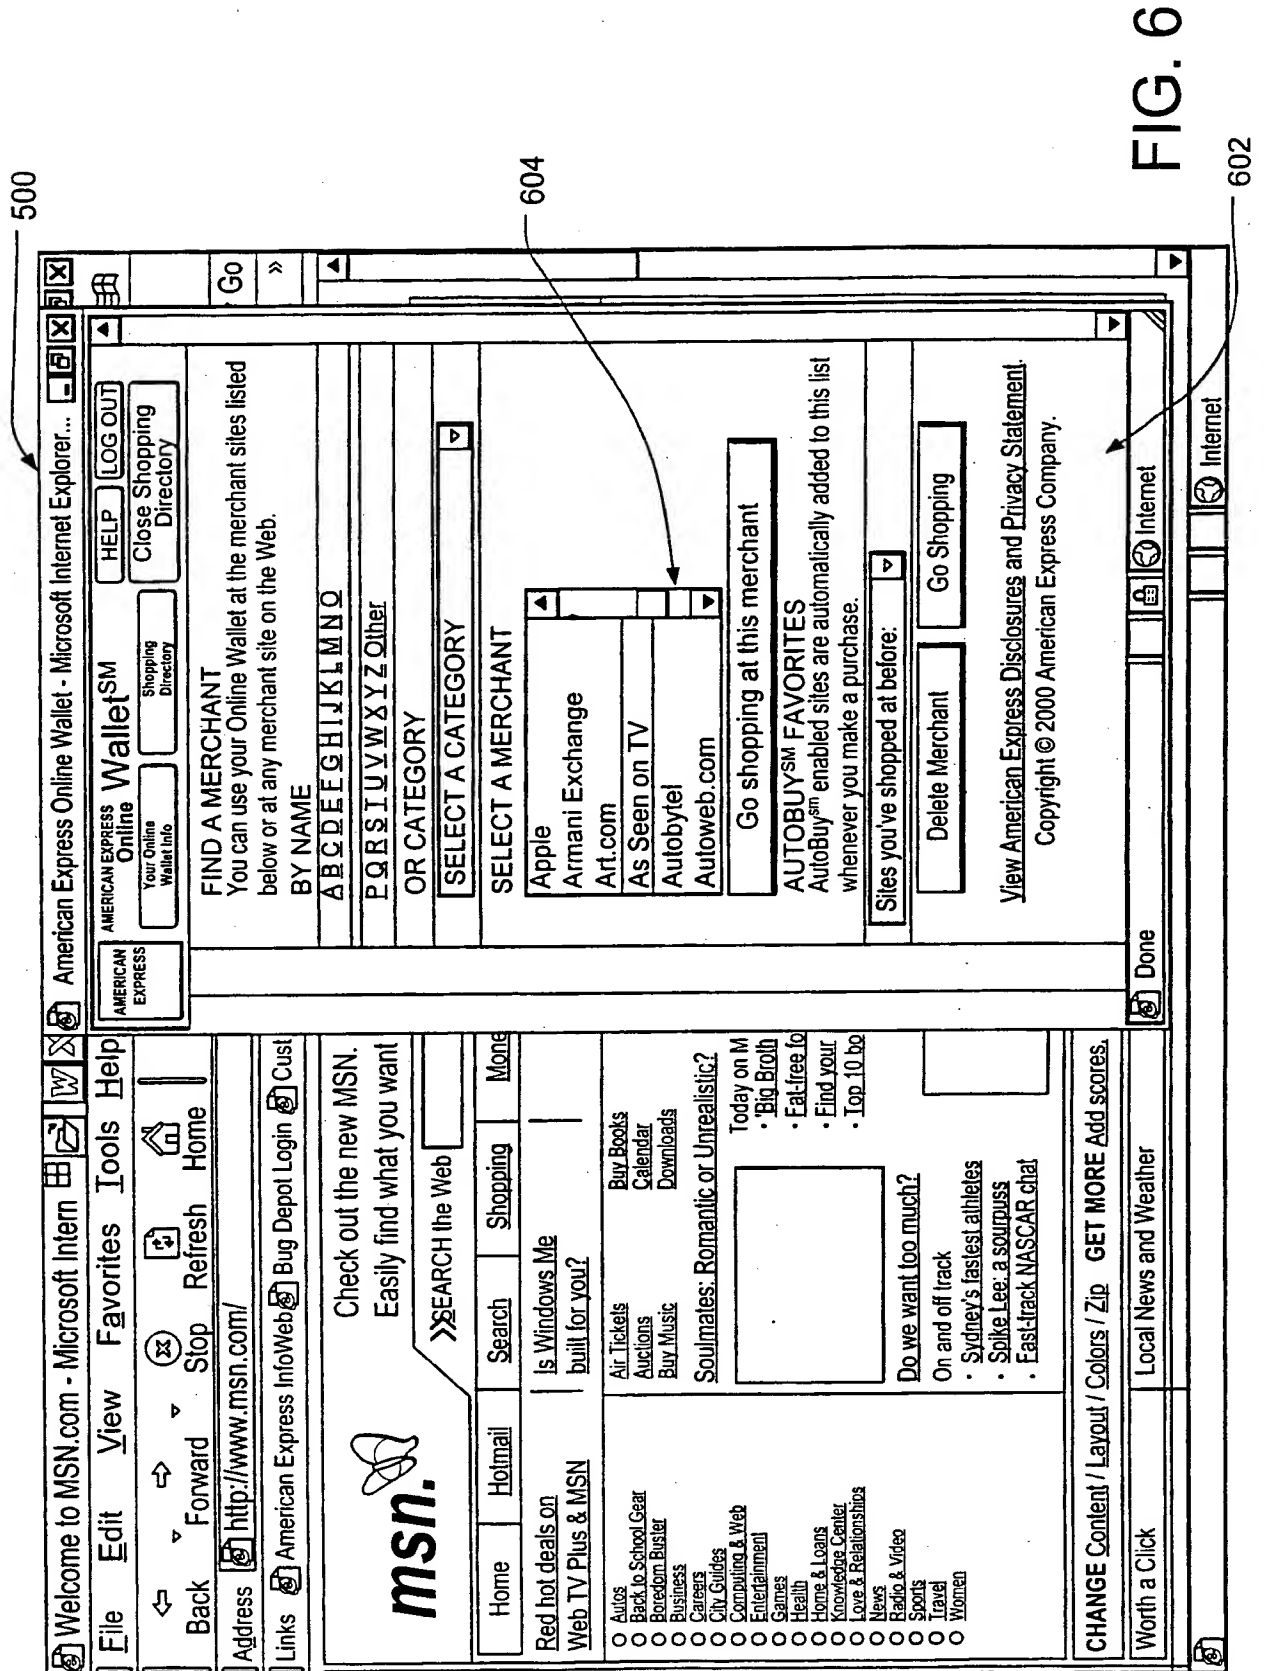 FIG. 6
500
604
602
Welcome to MSN.com - Microsoft Intern
File Edit View Favorites Tools Help
Back Forward Stop Refresh Home
Address http://www.msn.com/
Go
Links American Express InfoWeb Bug Depot Login Cust
»
msn.
Check out the new MSN.
Easily find what you want
SEARCH the Web
Home Hotmail Search Shopping Mone
Red hot deals on
Web TV Plus & MSN
Is Windows Me
built for you?
Autos
Back to School Gear
Boredom Buster
Business
Careers
City Guides
Computing & Web
Entertainment
Games
Health
Home & Loans
Knowledge Center
Love & Relationships
News
Radio & Video
Sports
Travel
Women
Air Tickets
Auctions
Buy Music
Buy Books
Calendar
Downloads
Soulmates: Romantic or Unrealistic?
Do we want too much?
On and off track
· Sydney's fastest athletes
· Spike Lee: a sourpuss
· Fast-track NASCAR chat
Today on M
· 'Big Broth
· Fat-free fo
· Find your
· Top 10 bo
CHANGE Content / Layout / Colors / Zip GET MORE Add scores,
Worth a Click Local News and Weather
Internet
American Express Online Wallet - Microsoft Internet Explorer...
AMERICAN EXPRESS
AMERICAN EXPRESS
Online Wallet SM
HELP LOG OUT
Your Online Wallet Info
Shopping Directory
Close Shopping Directory
FIND A MERCHANT
You can use your Online Wallet at the merchant sites listed
below or at any merchant site on the Web.
BY NAME
A B C D E F G H I J K L M N O
P Q R S T U V W X Y Z Other
OR CATEGORY
SELECT A CATEGORY
SELECT A MERCHANT
Apple
Armani Exchange
Art.com
As Seen on TV
Autobytel
Autoweb.com
Go shopping at this merchant
AUTOBUY SM FAVORITES
AutoBuy sm enabled sites are automatically added to this list
whenever you make a purchase.
Sites you've shopped at before:
Delete Merchant Go Shopping
View American Express Disclosures and Privacy Statement.
Copyright © 2000 American Express Company.
Done Internet